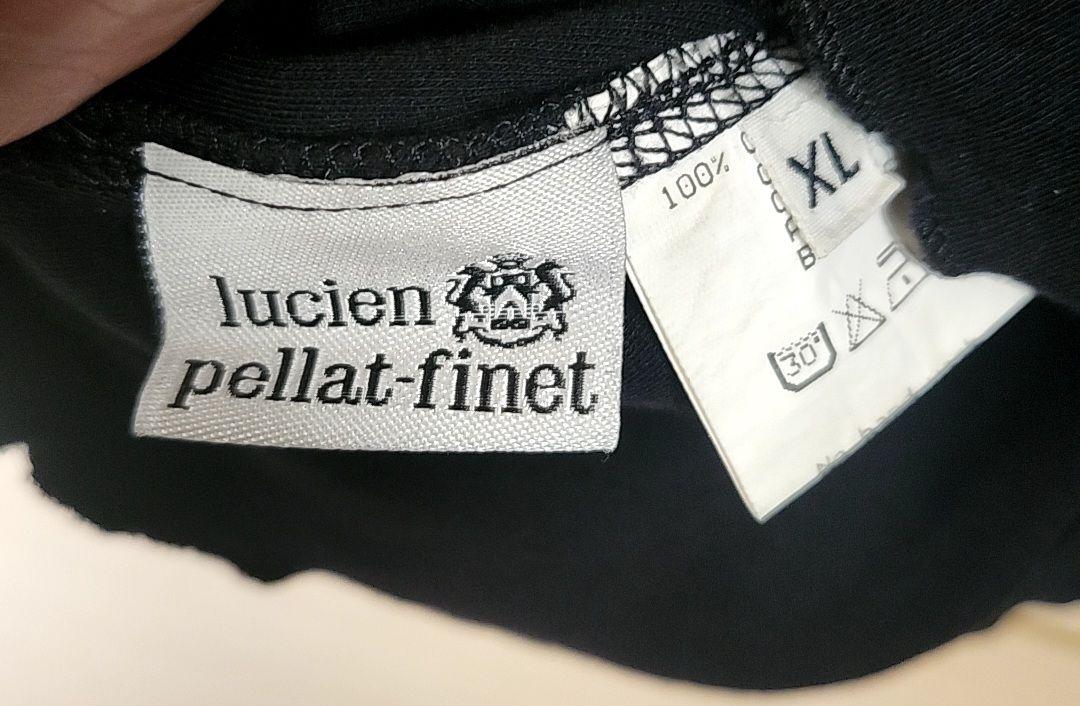 lucien
pellat-finet
XL
100%
30°